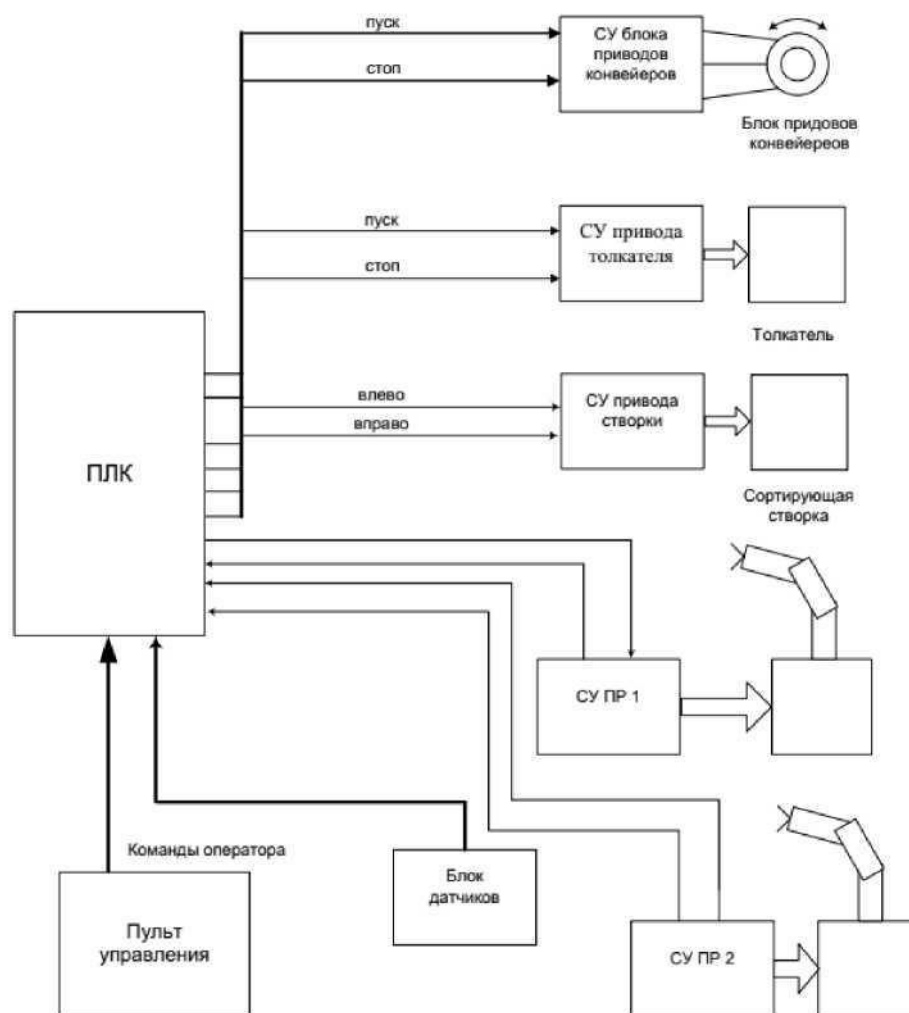 пуск
СУ блока
приводов
конвейеров
стоп
Блок придовов
конвейереов
пуск
СУ привода
толкателя
стоп
Толкатель
ПЛК
влево
СУ привода
створки
вправо
Сортирующая
створка
СУ ПР 1
Команды оператора
Блок
датчиков
Пульт
управления
СУ ПР 2